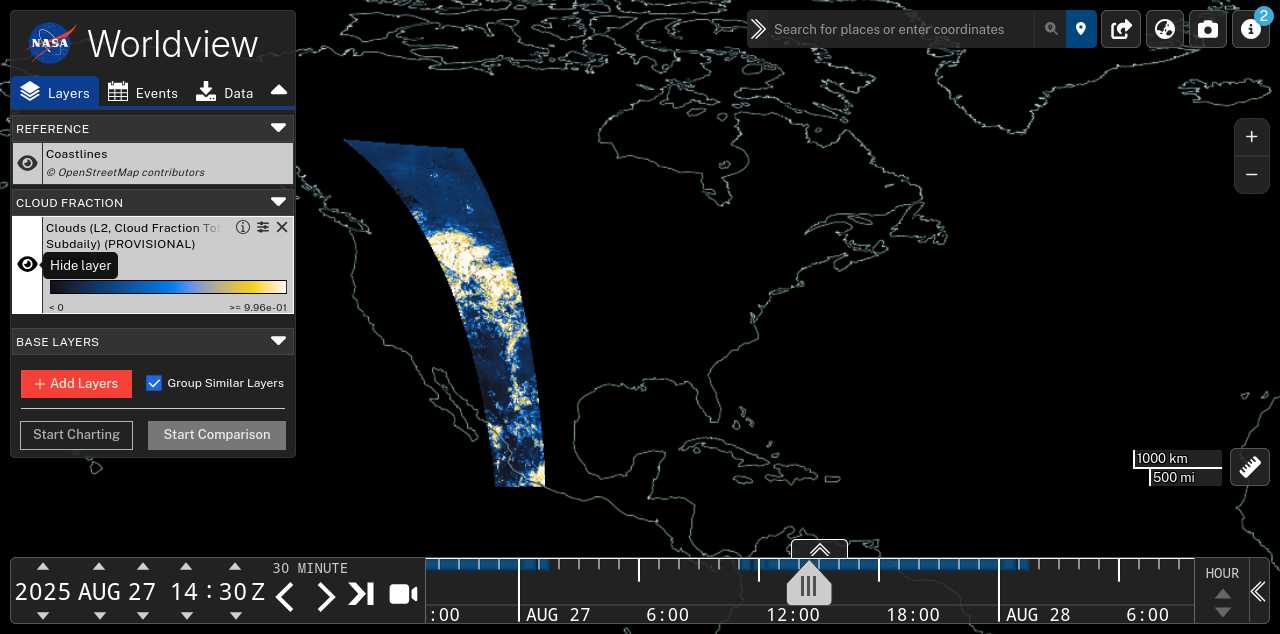 NASA Worldview
Search for places or enter coordinates
2
Layers Events Data
REFERENCE
Coastlines
© OpenStreetMap contributors
CLOUD FRACTION
Clouds (L2, Cloud Fraction Tot
Subdaily) (PROVISIONAL)
Hide layer
< 0 >= 9.96e-01
BASE LAYERS
+ Add Layers Group Similar Layers
Start Charting Start Comparison
+
−
1000 km
500 mi
2025 AUG 27 14 : 30 Z
30 MINUTE
:00 AUG 27 6:00 12:00 18:00 AUG 28 6:00
HOUR